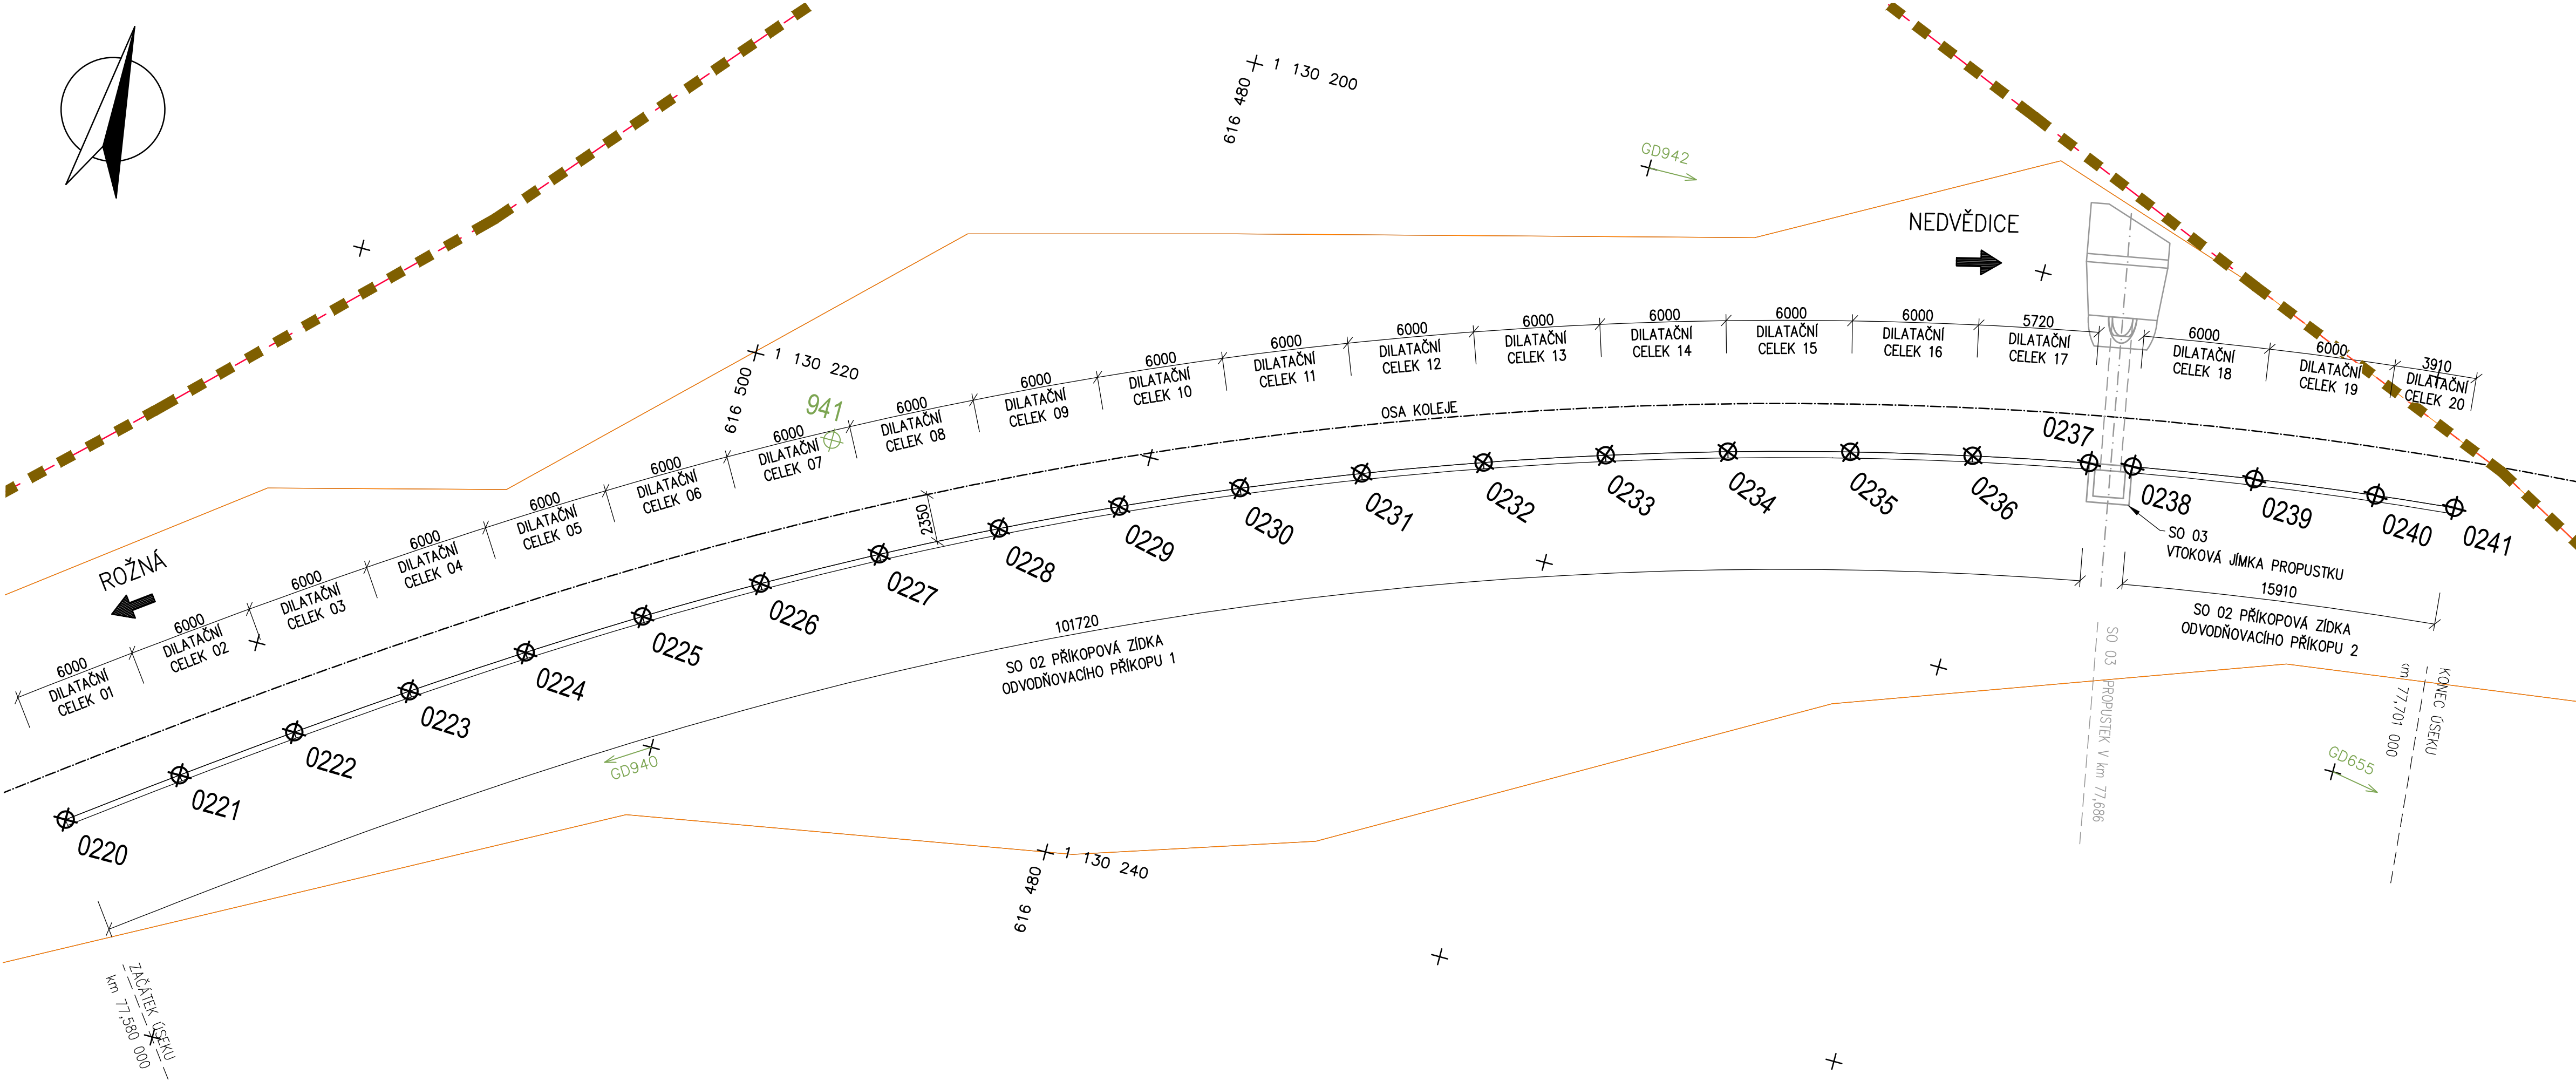 1 130 200
616 480
GD942
NEDVĚDICE
1 130 220
616 500
941
OSA KOLEJE
ROŽNÁ
6000
DILATAČNÍ
CELEK 01
6000
DILATAČNÍ
CELEK 02
6000
DILATAČNÍ
CELEK 03
6000
DILATAČNÍ
CELEK 04
6000
DILATAČNÍ
CELEK 05
6000
DILATAČNÍ
CELEK 06
6000
DILATAČNÍ
CELEK 07
6000
DILATAČNÍ
CELEK 08
6000
DILATAČNÍ
CELEK 09
6000
DILATAČNÍ
CELEK 10
6000
DILATAČNÍ
CELEK 11
6000
DILATAČNÍ
CELEK 12
6000
DILATAČNÍ
CELEK 13
6000
DILATAČNÍ
CELEK 14
6000
DILATAČNÍ
CELEK 15
6000
DILATAČNÍ
CELEK 16
5720
DILATAČNÍ
CELEK 17
6000
DILATAČNÍ
CELEK 18
6000
DILATAČNÍ
CELEK 19
3910
DILATAČNÍ
CELEK 20
2350
0220
0221
0222
0223
0224
0225
0226
0227
0228
0229
0230
0231
0232
0233
0234
0235
0236
0237
0238
0239
0240
0241
SO 03
VTOKOVÁ JÍMKA PROPUSTKU
15910
SO 02 PŘÍKOPOVÁ ZÍDKA
ODVODŇOVACÍHO PŘÍKOPU 2
101720
SO 02 PŘÍKOPOVÁ ZÍDKA
ODVODŇOVACÍHO PŘÍKOPU 1
SO 03 PROPUSTEK V km 77,686
KONEC ÚSEKU
km 77,701 000
GD655
GD940
1 130 240
616 480
ZAČÁTEK ÚSEKU
km 77,580 000